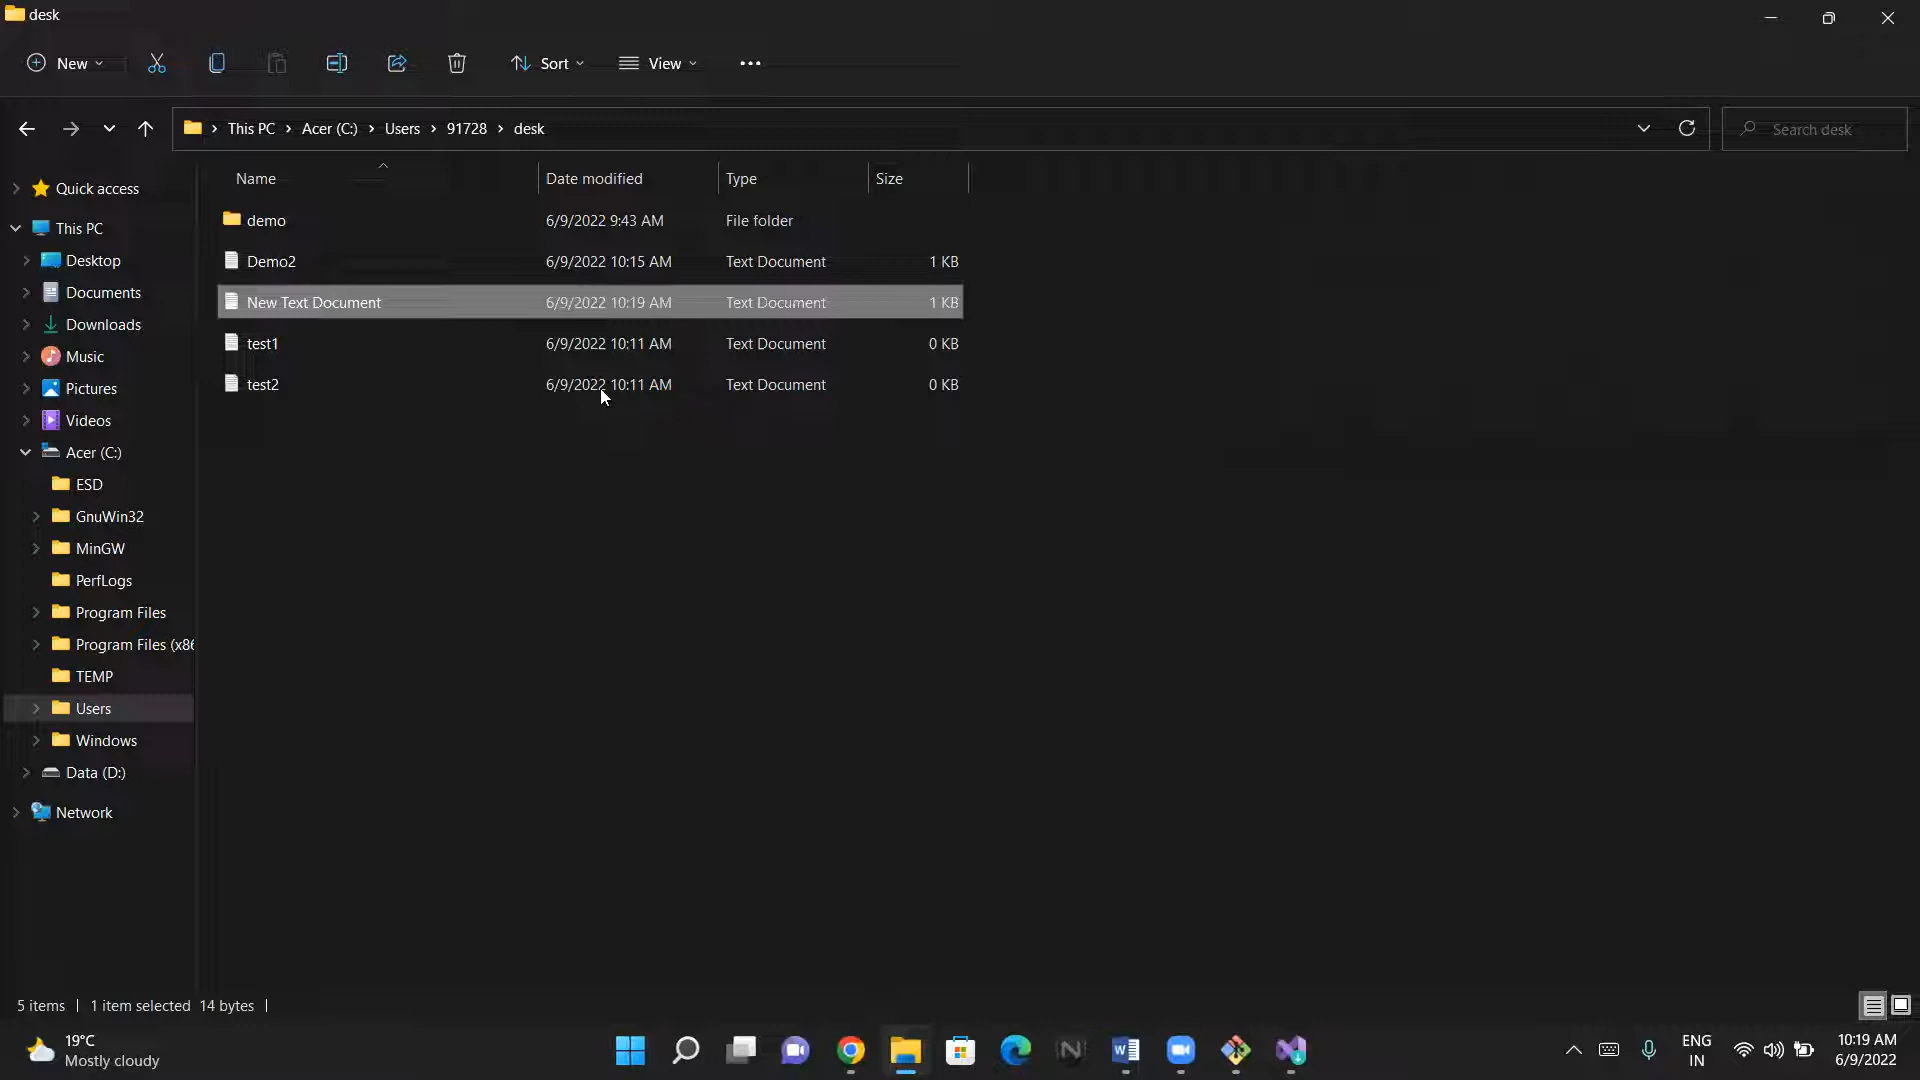 desk
New
Sort
View
This PC > Acer (C:) > Users > 91728 > desk
Search desk
Name Date modified Type Size
Quick access
This PC
Desktop
Documents
Downloads
Music
Pictures
Videos
Acer (C:)
ESD
GnuWin32
MinGW
PerfLogs
Program Files
Program Files (x86
TEMP
Users
Windows
Data (D:)
Network
demo 6/9/2022 9:43 AM File folder
Demo2 6/9/2022 10:15 AM Text Document 1 KB
New Text Document 6/9/2022 10:19 AM Text Document 1 KB
test1 6/9/2022 10:11 AM Text Document 0 KB
test2 6/9/2022 10:11 AM Text Document 0 KB
5 items | 1 item selected 14 bytes |
19°C
Mostly cloudy
ENG
IN
10:19 AM
6/9/2022